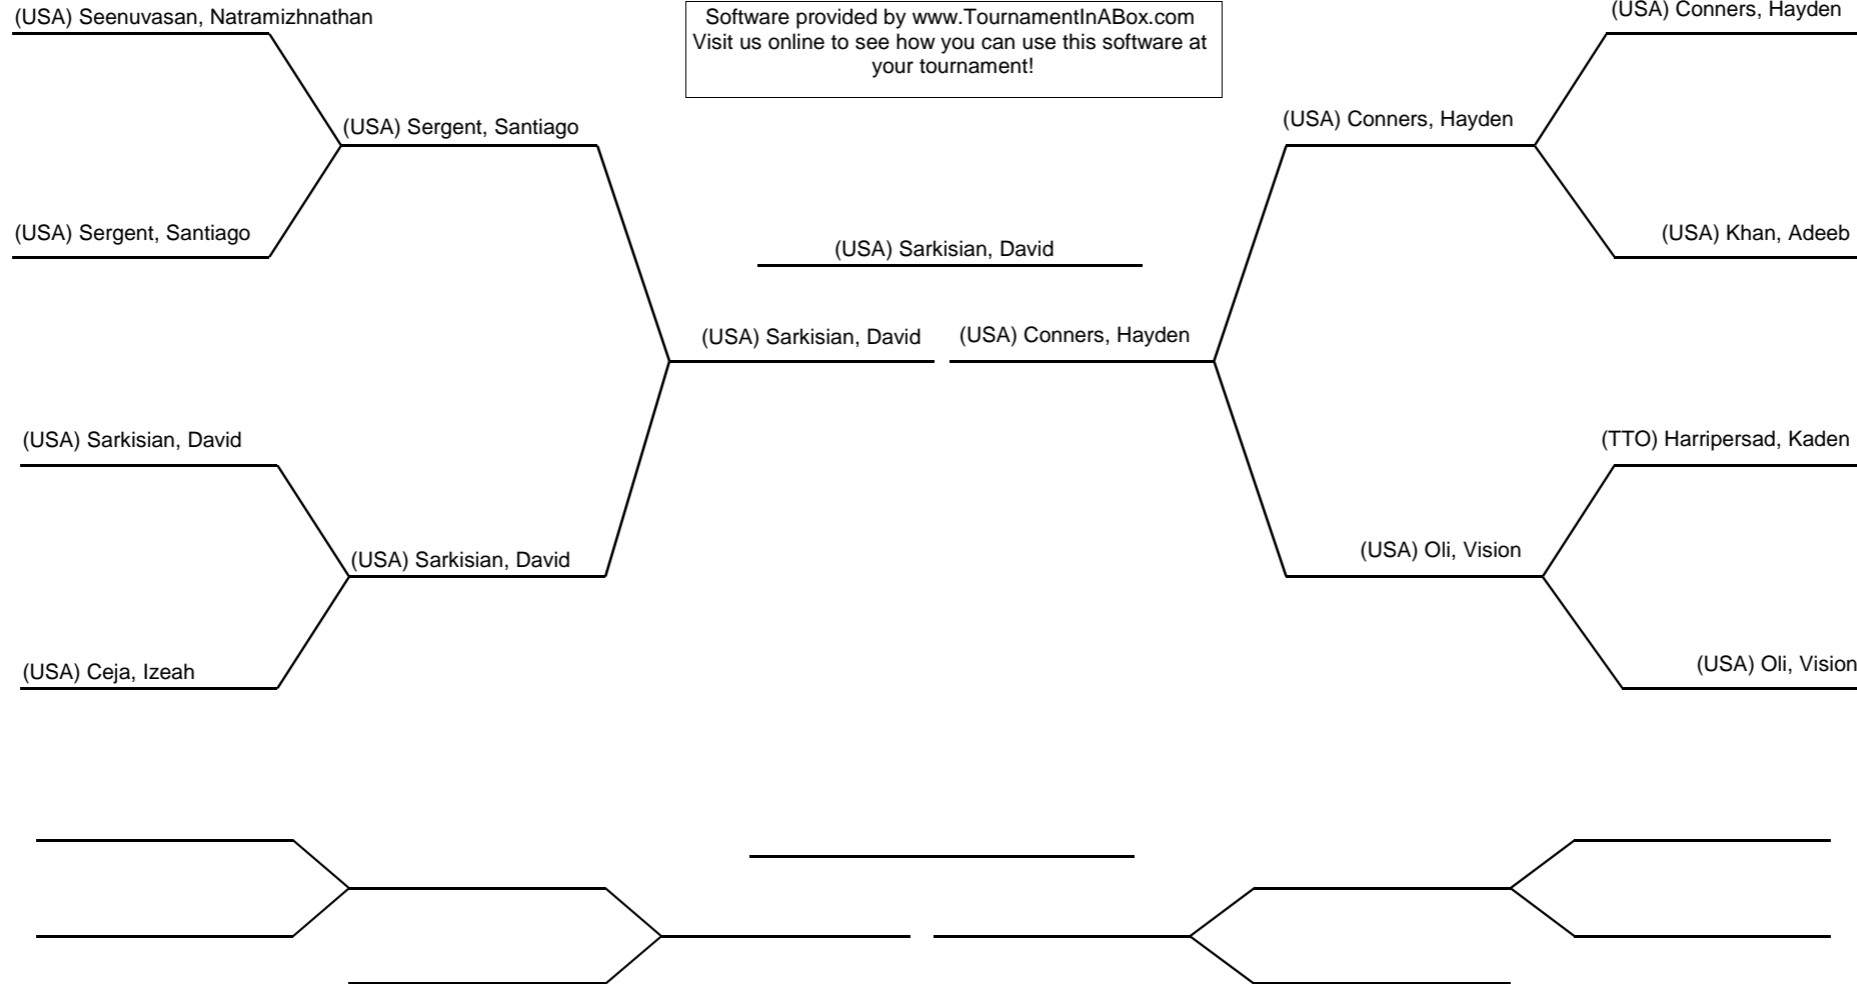 (USA) Seenuvasan, Natramizhnathan
(USA) Sergent, Santiago
(USA) Sergent, Santiago
(USA) Sarkisian, David
(USA) Sarkisian, David
(USA) Ceja, Izeah
(USA) Sarkisian, David
Software provided by www.TournamentInABox.com
Visit us online to see how you can use this software at
your tournament!
(USA) Sarkisian, David
(USA) Conners, Hayden
(USA) Conners, Hayden
(USA) Conners, Hayden
(USA) Khan, Adeeb
(TTO) Harripersad, Kaden
(USA) Oli, Vision
(USA) Oli, Vision